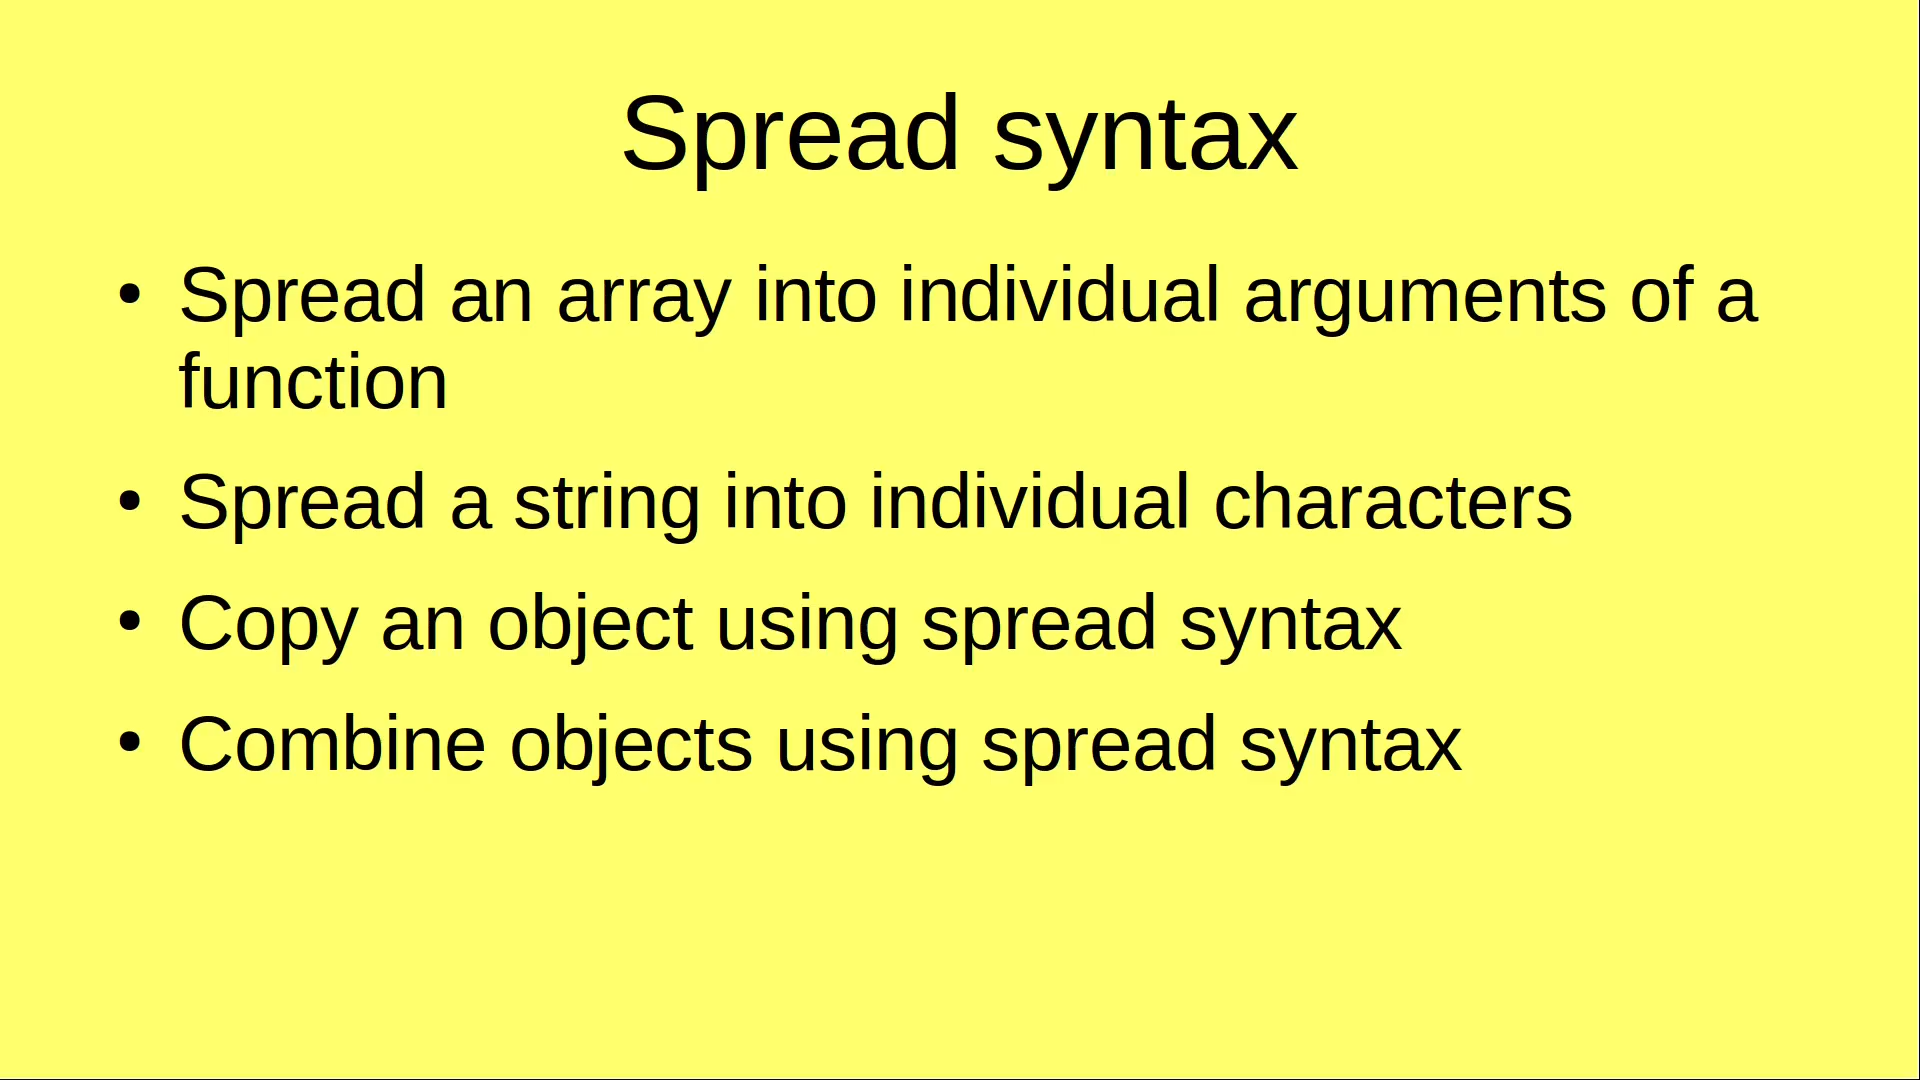 Spread syntax
• Spread an array into individual arguments of a
function
• Spread a string into individual characters
• Copy an object using spread syntax
• Combine objects using spread syntax